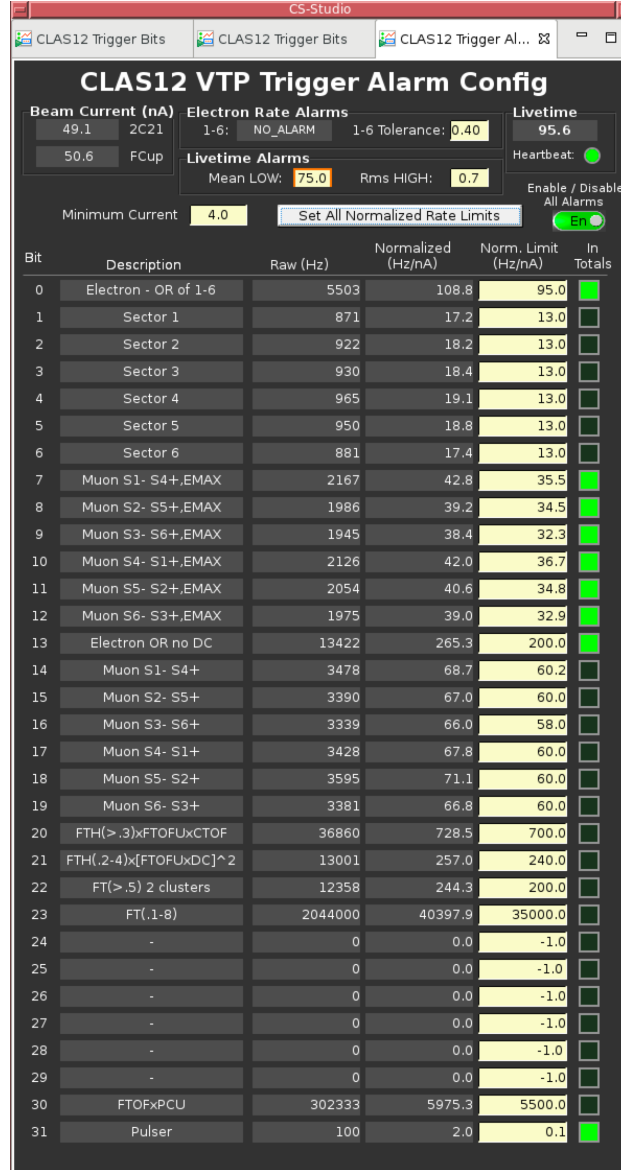 CS-Studio
CLAS12 Trigger Bits CLAS12 Trigger Bits CLAS12 Trigger Al...
CLAS12 VTP Trigger Alarm Config
Beam Current (nA) Electron Rate Alarms Livetime
49.1 2C21 1-6: NO_ALARM 1-6 Tolerance: 0.40 95.6
50.6 FCup Livetime Alarms Heartbeat:
Mean LOW: 75.0 Rms HIGH: 0.7 Enable / Disable
All Alarms
Minimum Current 4.0 Set All Normalized Rate Limits En
Bit Description Raw (Hz) Normalized (Hz/nA) Norm. Limit (Hz/nA) In Totals
0 Electron - OR of 1-6 5503 108.8 95.0
1 Sector 1 871 17.2 13.0
2 Sector 2 922 18.2 13.0
3 Sector 3 930 18.4 13.0
4 Sector 4 965 19.1 13.0
5 Sector 5 950 18.8 13.0
6 Sector 6 881 17.4 13.0
7 Muon S1- S4+,EMAX 2167 42.8 35.5
8 Muon S2- S5+,EMAX 1986 39.2 34.5
9 Muon S3- S6+,EMAX 1945 38.4 32.3
10 Muon S4- S1+,EMAX 2126 42.0 36.7
11 Muon S5- S2+,EMAX 2054 40.6 34.8
12 Muon S6- S3+,EMAX 1975 39.0 32.9
13 Electron OR no DC 13422 265.3 200.0
14 Muon S1- S4+ 3478 68.7 60.2
15 Muon S2- S5+ 3390 67.0 60.0
16 Muon S3- S6+ 3339 66.0 58.0
17 Muon S4- S1+ 3428 67.8 60.0
18 Muon S5- S2+ 3595 71.1 60.0
19 Muon S6- S3+ 3381 66.8 60.0
20 FTH(>.3)xFTOFUxCTOF 36860 728.5 700.0
21 FTH(.2-4)x[FTOFUxDC]^2 13001 257.0 240.0
22 FT(>.5) 2 clusters 12358 244.3 200.0
23 FT(.1-8) 2044000 40397.9 35000.0
24 - 0 0.0 -1.0
25 - 0 0.0 -1.0
26 - 0 0.0 -1.0
27 - 0 0.0 -1.0
28 - 0 0.0 -1.0
29 - 0 0.0 -1.0
30 FTOFxPCU 302333 5975.3 5500.0
31 Pulser 100 2.0 0.1